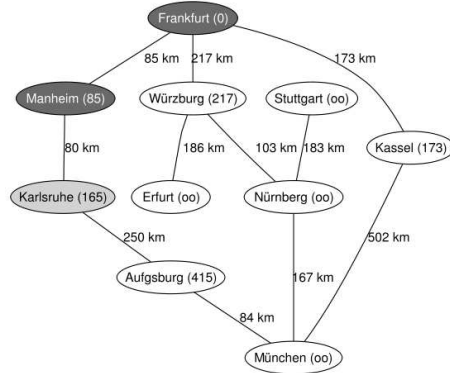 Frankfurt (0)
85 km
217 km
173 km
Manheim (85)
Würzburg (217)
Stuttgart (oo)
Kassel (173)
80 km
186 km
103 km
183 km
Karlsruhe (165)
Erfurt (oo)
Nürnberg (oo)
250 km
502 km
Aufgsburg (415)
167 km
84 km
München (oo)